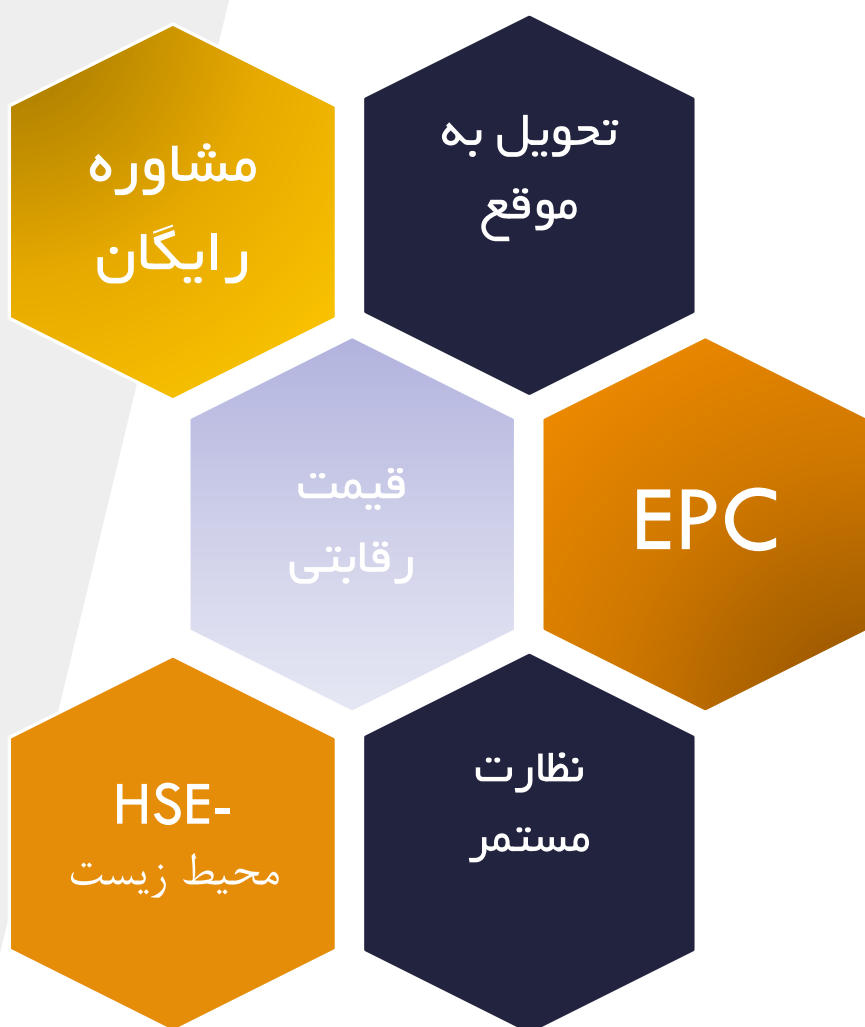 تحویل به
موقع
مشاوره
رایگان
قیمت
رقابتی
EPC
نظارت
مستمر
HSE-
محیط زیست